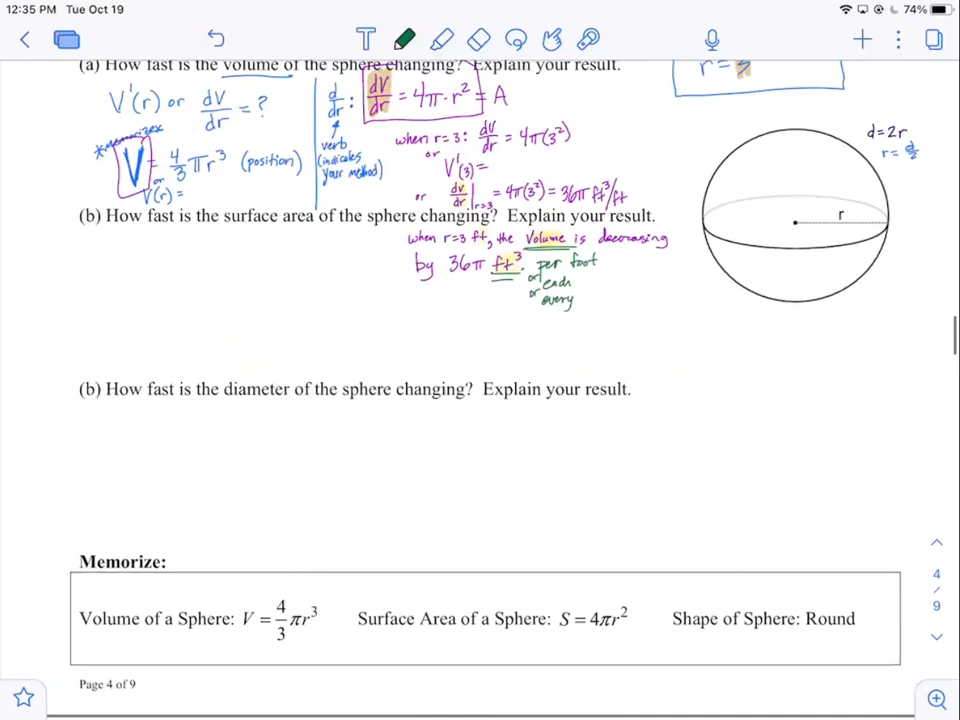 12:35 PM Tue Oct 19
74%
(a) How fast is the volume of the sphere changing? Explain your result.
r = 3
V'(r) or dV/dr = ?
d/dr : dV/dr = 4π·r² = A
d = 2r
r = d/2
*memorize*
V = 4/3 πr³ (position)
or
V(r) =
verb
(indicates
your method)
when r=3: dV/dr = 4π(3²)
or
V'(3) =
or dV/dr|r=3 = 4π(3²) = 36π ft³/ft
r
(b) How fast is the surface area of the sphere changing? Explain your result.
when r=3 ft, the Volume is decreasing
by 36π ft³. per foot
or each
or every
(b) How fast is the diameter of the sphere changing? Explain your result.
Memorize:
Volume of a Sphere: V = 4/3 πr³ Surface Area of a Sphere: S = 4πr² Shape of Sphere: Round
Page 4 of 9
4
/
9